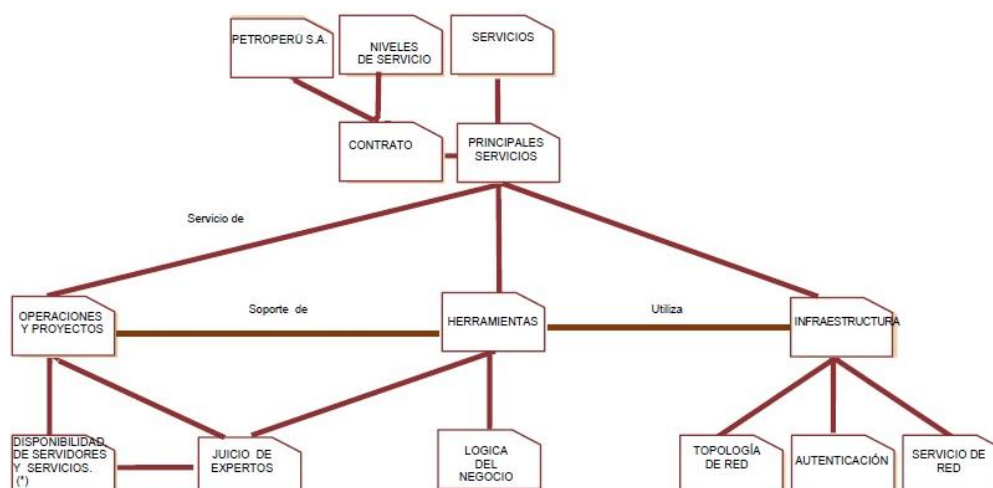 PETROPERÚ S.A.
NIVELES
DE SERVICIO
SERVICIOS
CONTRATO
PRINCIPALES
SERVICIOS
Servicio de
OPERACIONES
Y PROYECTOS
Soporte de
HERRAMIENTAS
Utiliza
INFRAESTRUCTURA
DISPONIBILIDAD
DE SERVIDORES
Y SERVICIOS.
(*)
JUICIO DE
EXPERTOS
LOGICA
DEL
NEGOCIO
TOPOLOGÍA
DE RED
AUTENTICACIÓN
SERVICIO DE
RED